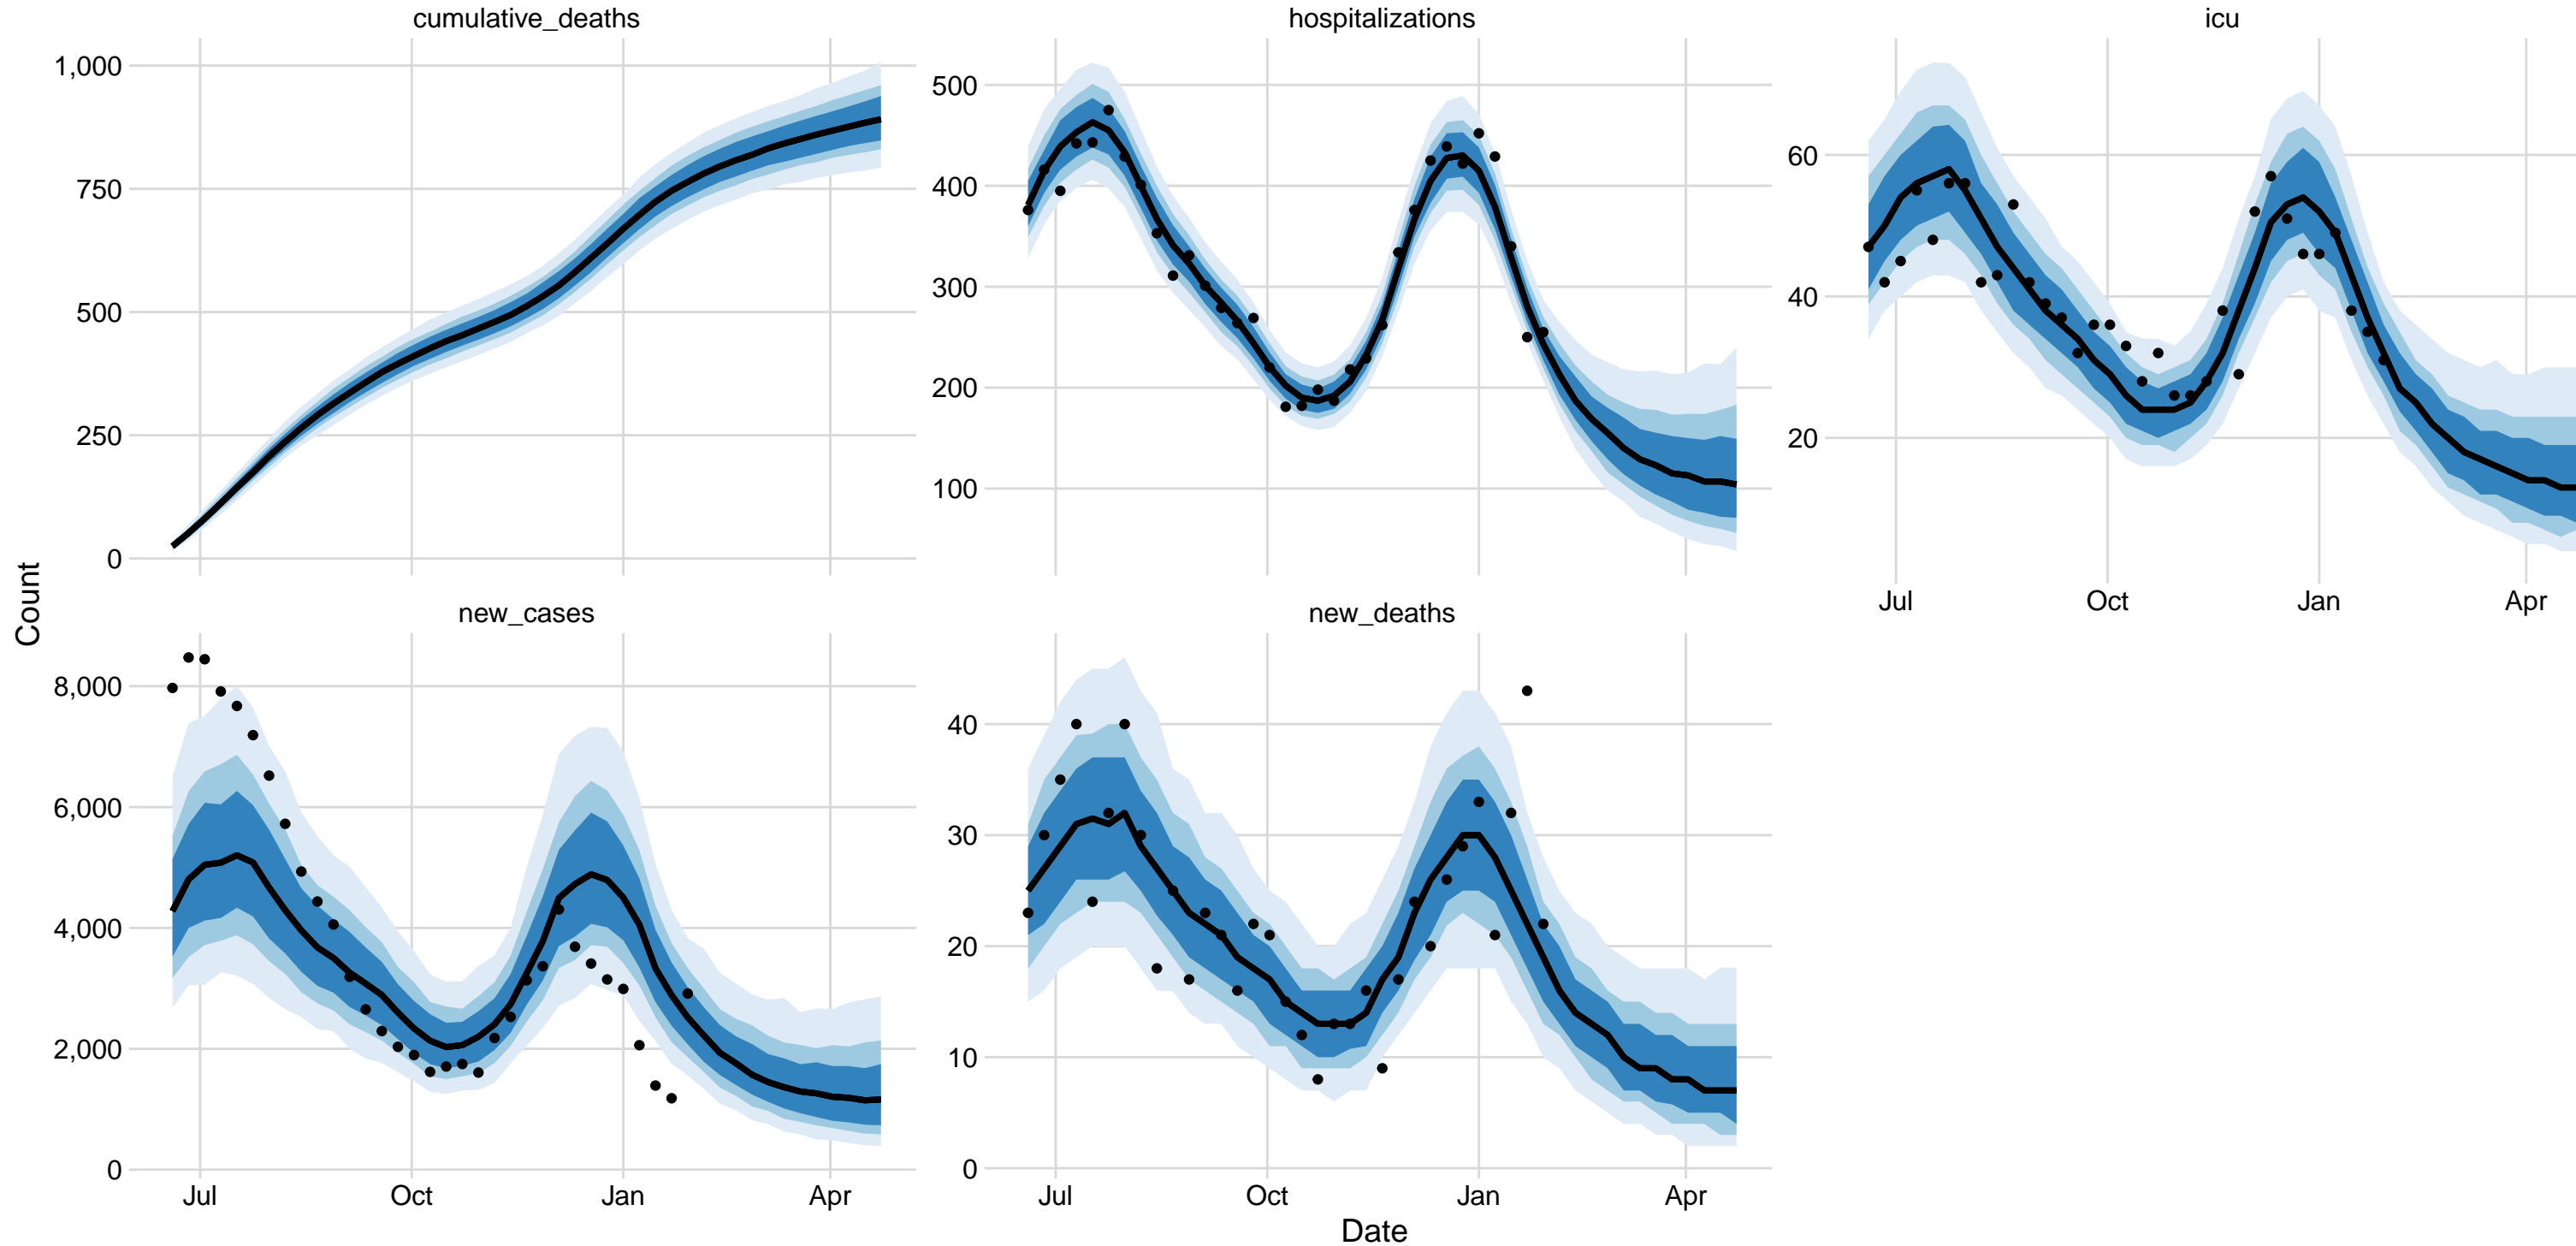 cumulative_deaths
hospitalizations
icu
1,000
750
500
250
0
500
400
300
200
100
60
40
20
Jul Oct Jan Apr
Count
new_cases
new_deaths
8,000
6,000
4,000
2,000
0
40
30
20
10
0
Jul Oct Jan Apr
Jul Oct Jan Apr
Date